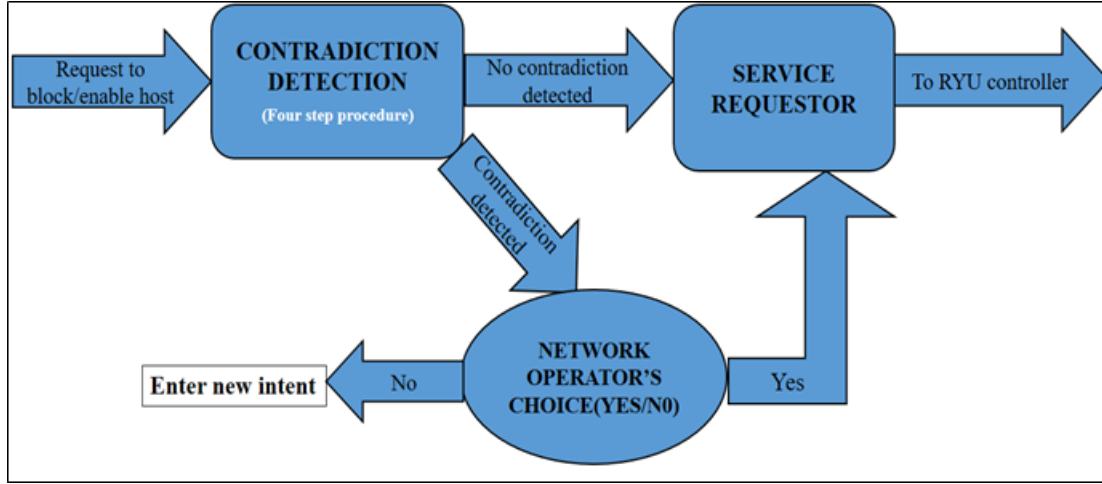 Request to
block/enable host
CONTRADICTION
DETECTION
(Four step procedure)
No contradiction
detected
SERVICE
REQUESTOR
To RYU controller
Contradiction
detected
NETWORK
OPERATOR'S
CHOICE(YES/N0)
No
Enter new intent
Yes